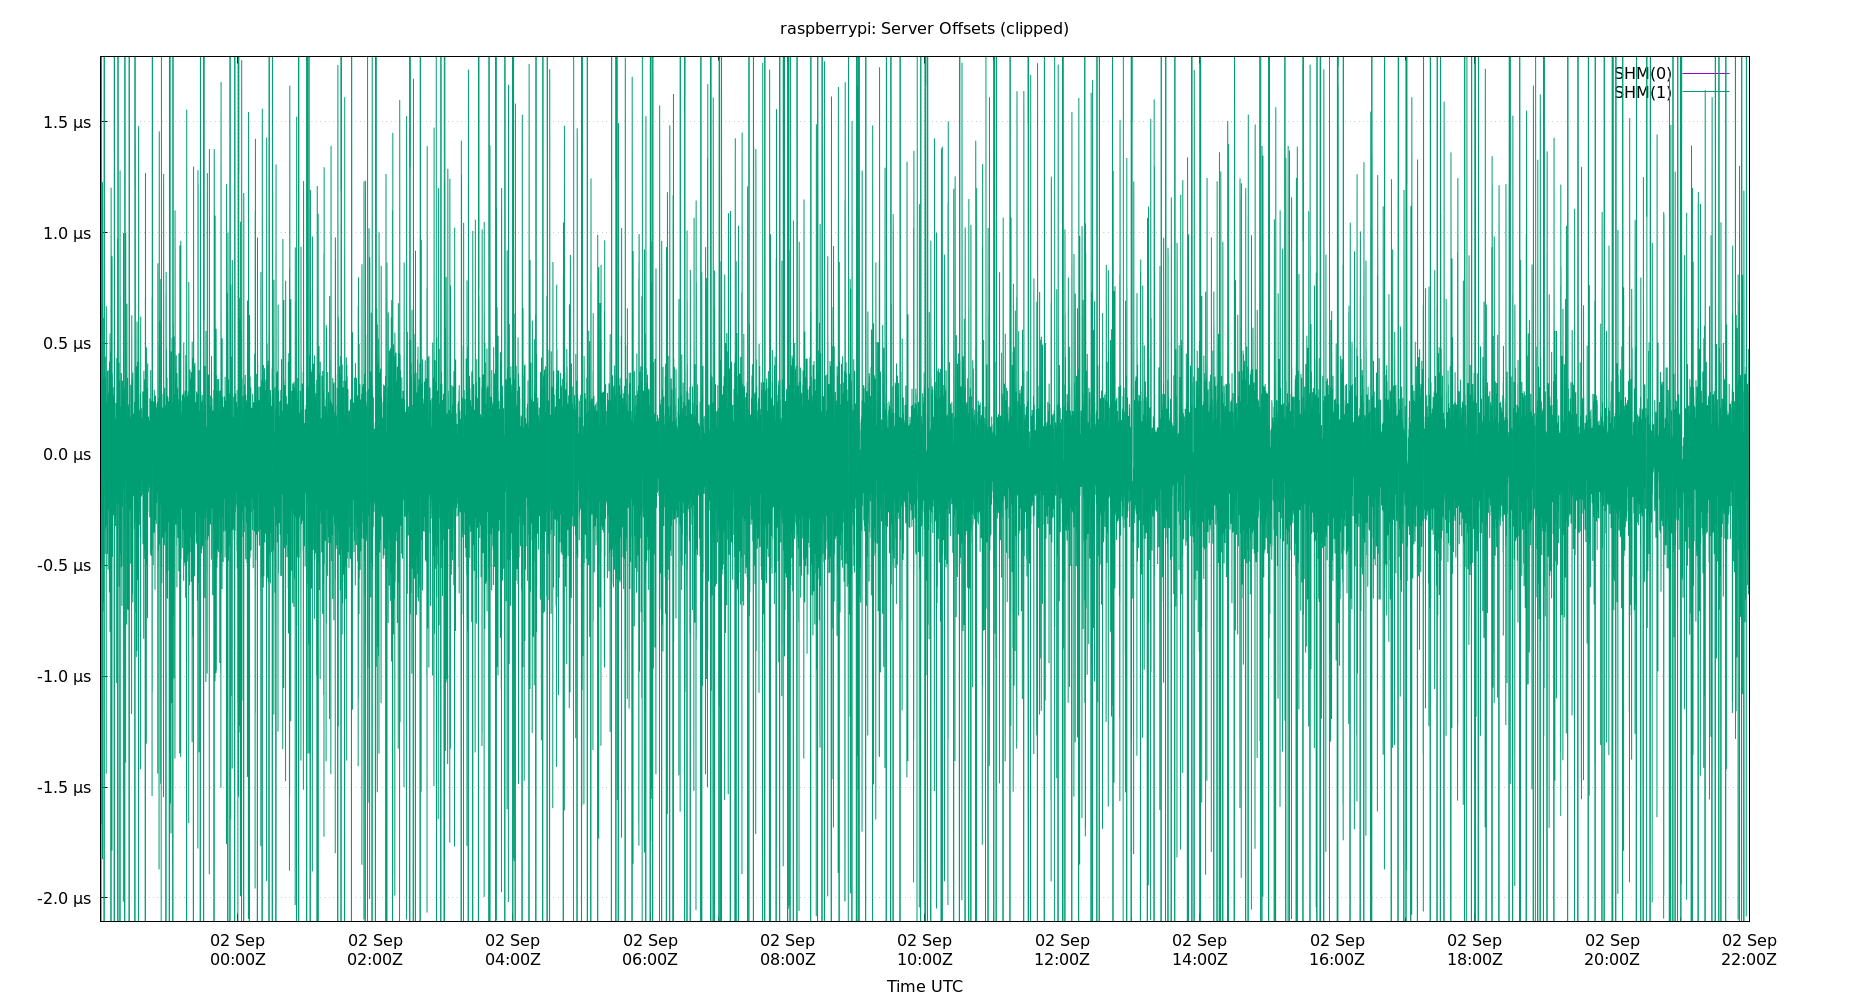 raspberrypi: Server Offsets (clipped)
SHM(0)
SHM(1)
1.5 µs
1.0 µs
0.5 µs
0.0 µs
-0.5 µs
-1.0 µs
-1.5 µs
-2.0 µs
02 Sep 02 Sep 02 Sep 02 Sep 02 Sep 02 Sep 02 Sep 02 Sep 02 Sep 02 Sep 02 Sep 02 Sep
00:00Z 02:00Z 04:00Z 06:00Z 08:00Z 10:00Z 12:00Z 14:00Z 16:00Z 18:00Z 20:00Z 22:00Z
Time UTC